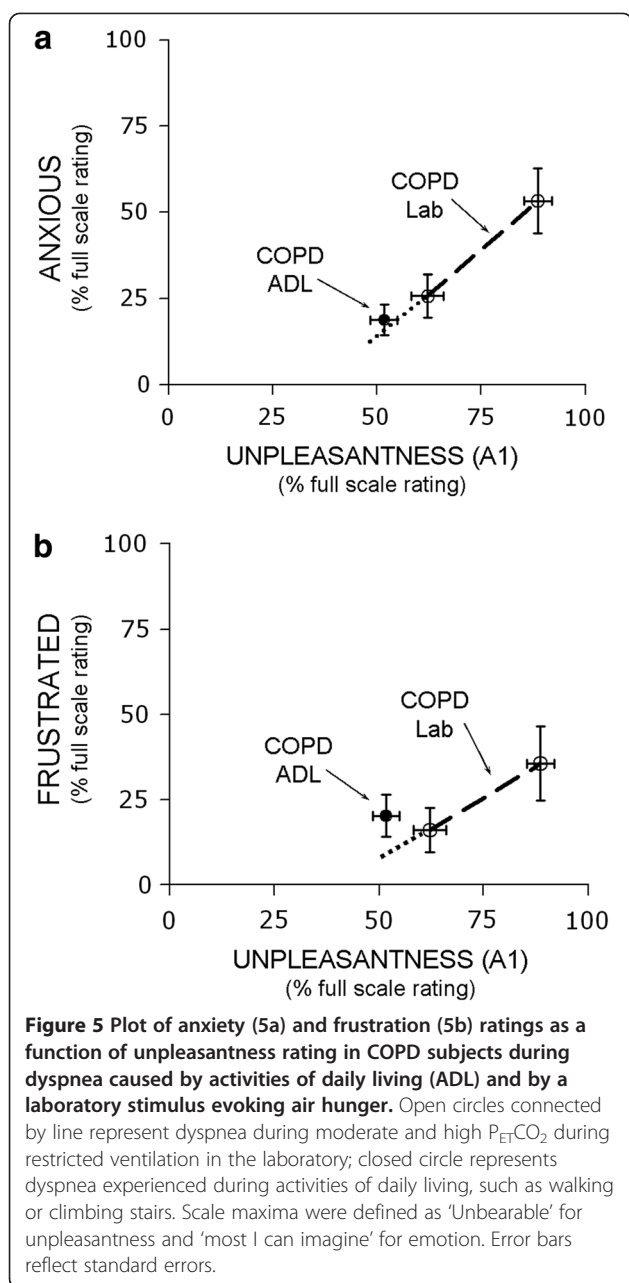 a
100
75
50
25
0
ANXIOUS
(% full scale rating)
COPD
Lab
COPD
ADL
0 25 50 75 100
UNPLEASANTNESS (A1)
(% full scale rating)
b
100
75
50
25
0
FRUSTRATED
(% full scale rating)
COPD
Lab
COPD
ADL
0 25 50 75 100
UNPLEASANTNESS (A1)
(% full scale rating)
Figure 5 Plot of anxiety (5a) and frustration (5b) ratings as a
function of unpleasantness rating in COPD subjects during
dyspnea caused by activities of daily living (ADL) and by a
laboratory stimulus evoking air hunger. Open circles connected
by line represent dyspnea during moderate and high PETCO2 during
restricted ventilation in the laboratory; closed circle represents
dyspnea experienced during activities of daily living, such as walking
or climbing stairs. Scale maxima were defined as ‘Unbearable’ for
unpleasantness and ‘most I can imagine’ for emotion. Error bars
reflect standard errors.